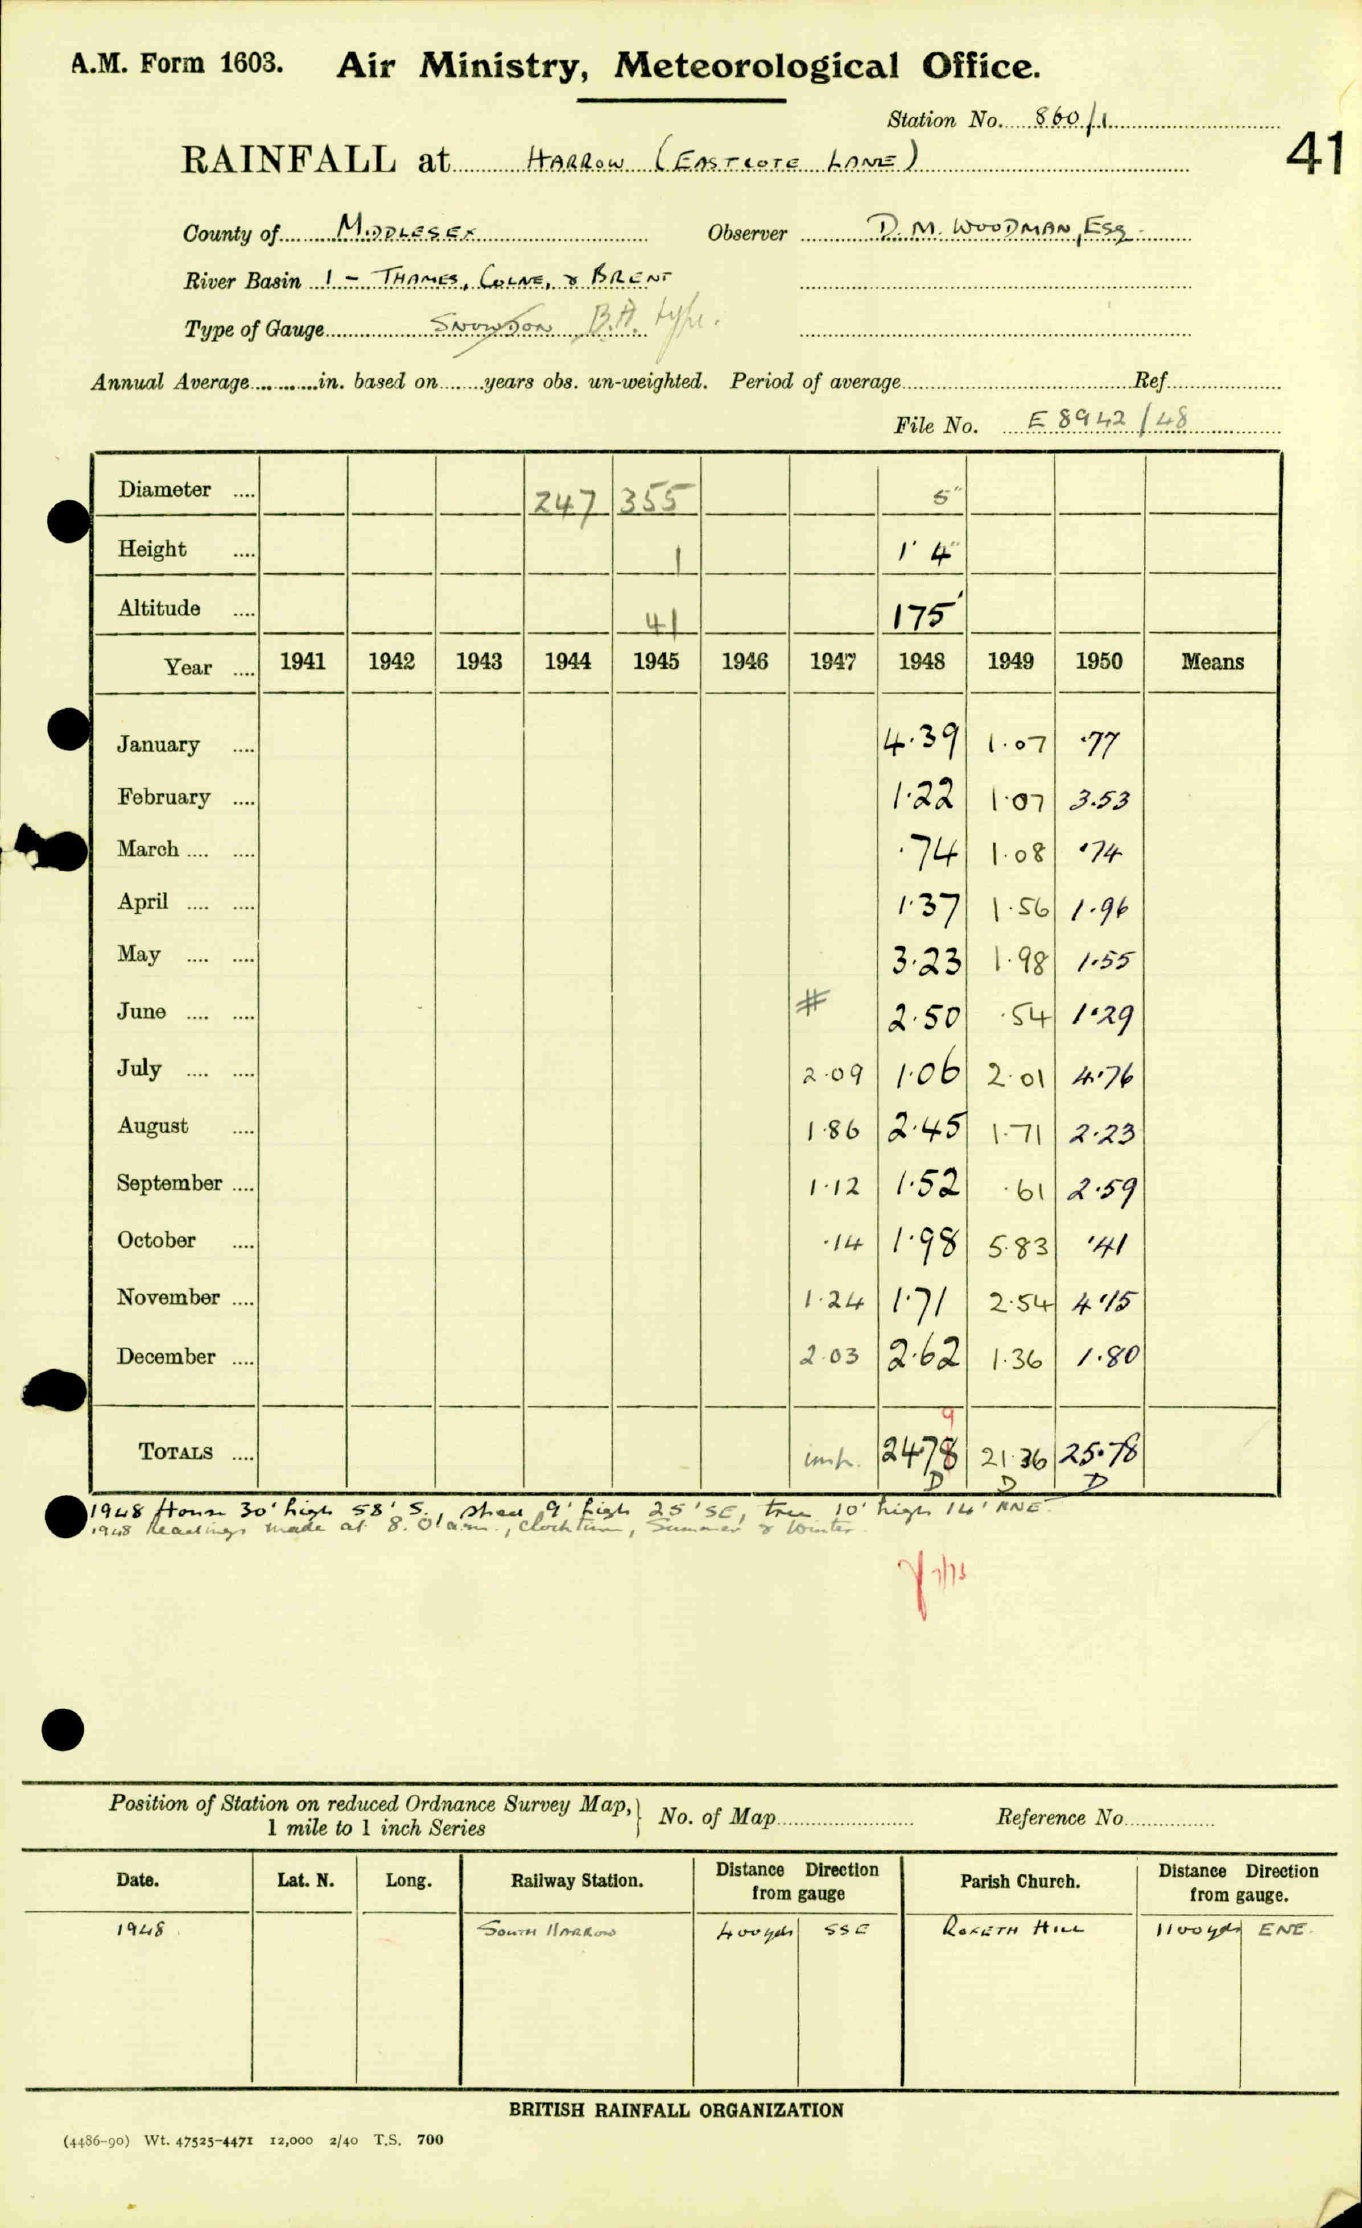 A.M. Form 1603. Air Ministry, Meteorological Office.
Station No. 860/1
41
RAINFALL at HARROW (EASTCOTE LANE)
County of MIDDLESEX Observer D. M. WOODMAN, Esq.
River Basin 1 - THAMES, COLNE, & BRENT
Type of Gauge SNOWDON B.A. type.
Annual Average in. based on years obs. un-weighted. Period of average Ref
File No. E 8942/48
Diameter .... 247 355 5"
Height .... 1 1' 4"
Altitude .... 41 175'
Year .... 1941 1942 1943 1944 1945 1946 1947 1948 1949 1950 Means
January .... 4.39 1.07 .77
February .... 1.22 1.07 3.53
March .... .... .74 1.08 .74
April .... .... 1.37 1.56 1.96
May .... .... 3.23 1.98 1.55
June .... .... # 2.50 .54 1.29
July .... .... 2.09 1.06 2.01 4.76
August .... 1.86 2.45 1.71 2.23
September .... 1.12 1.52 .61 2.59
October .... .14 1.98 5.83 .41
November .... 1.24 1.71 2.54 4.15
December .... 2.03 2.62 1.36 1.80
9
TOTALS .... 24.78 21.36 25.78
D D D
1948 House 30' high 58' S., shed 9' high 25' SE, tree 10' high 14' NNE
1948 Readings made at 8.0 a.m., clock time, Summer & Winter.
Position of Station on reduced Ordnance Survey Map, 1 mile to 1 inch Series } No. of Map Reference No
Date. Lat. N. Long. Railway Station. Distance Direction from gauge Parish Church. Distance Direction from gauge.
1948 SOUTH HARROW 400 yds SSE ROXETH HILL 1100 yds ENE.
BRITISH RAINFALL ORGANIZATION
(4486-90) Wt. 47525-4471 12,000 2/40 T.S. 700